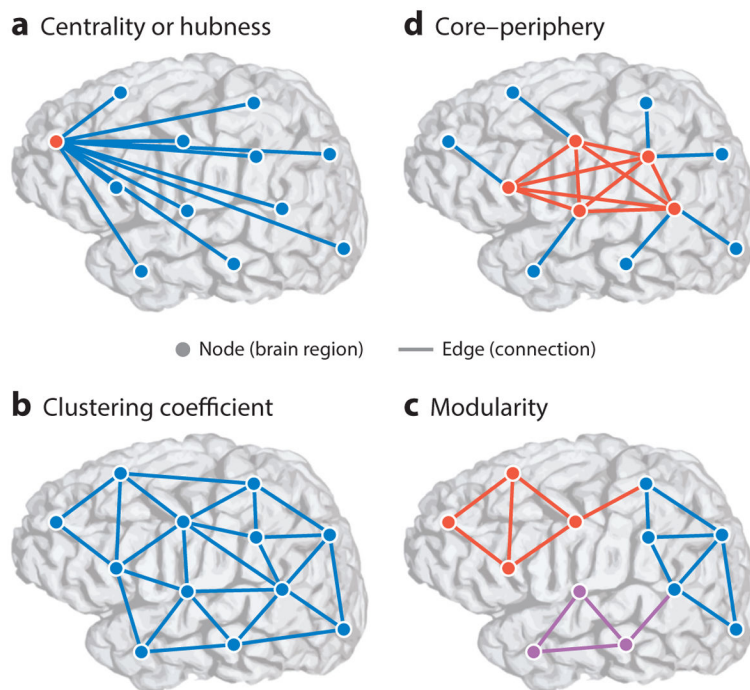 a Centrality or hubness
d Core–periphery
Node (brain region)
Edge (connection)
b Clustering coefficient
c Modularity